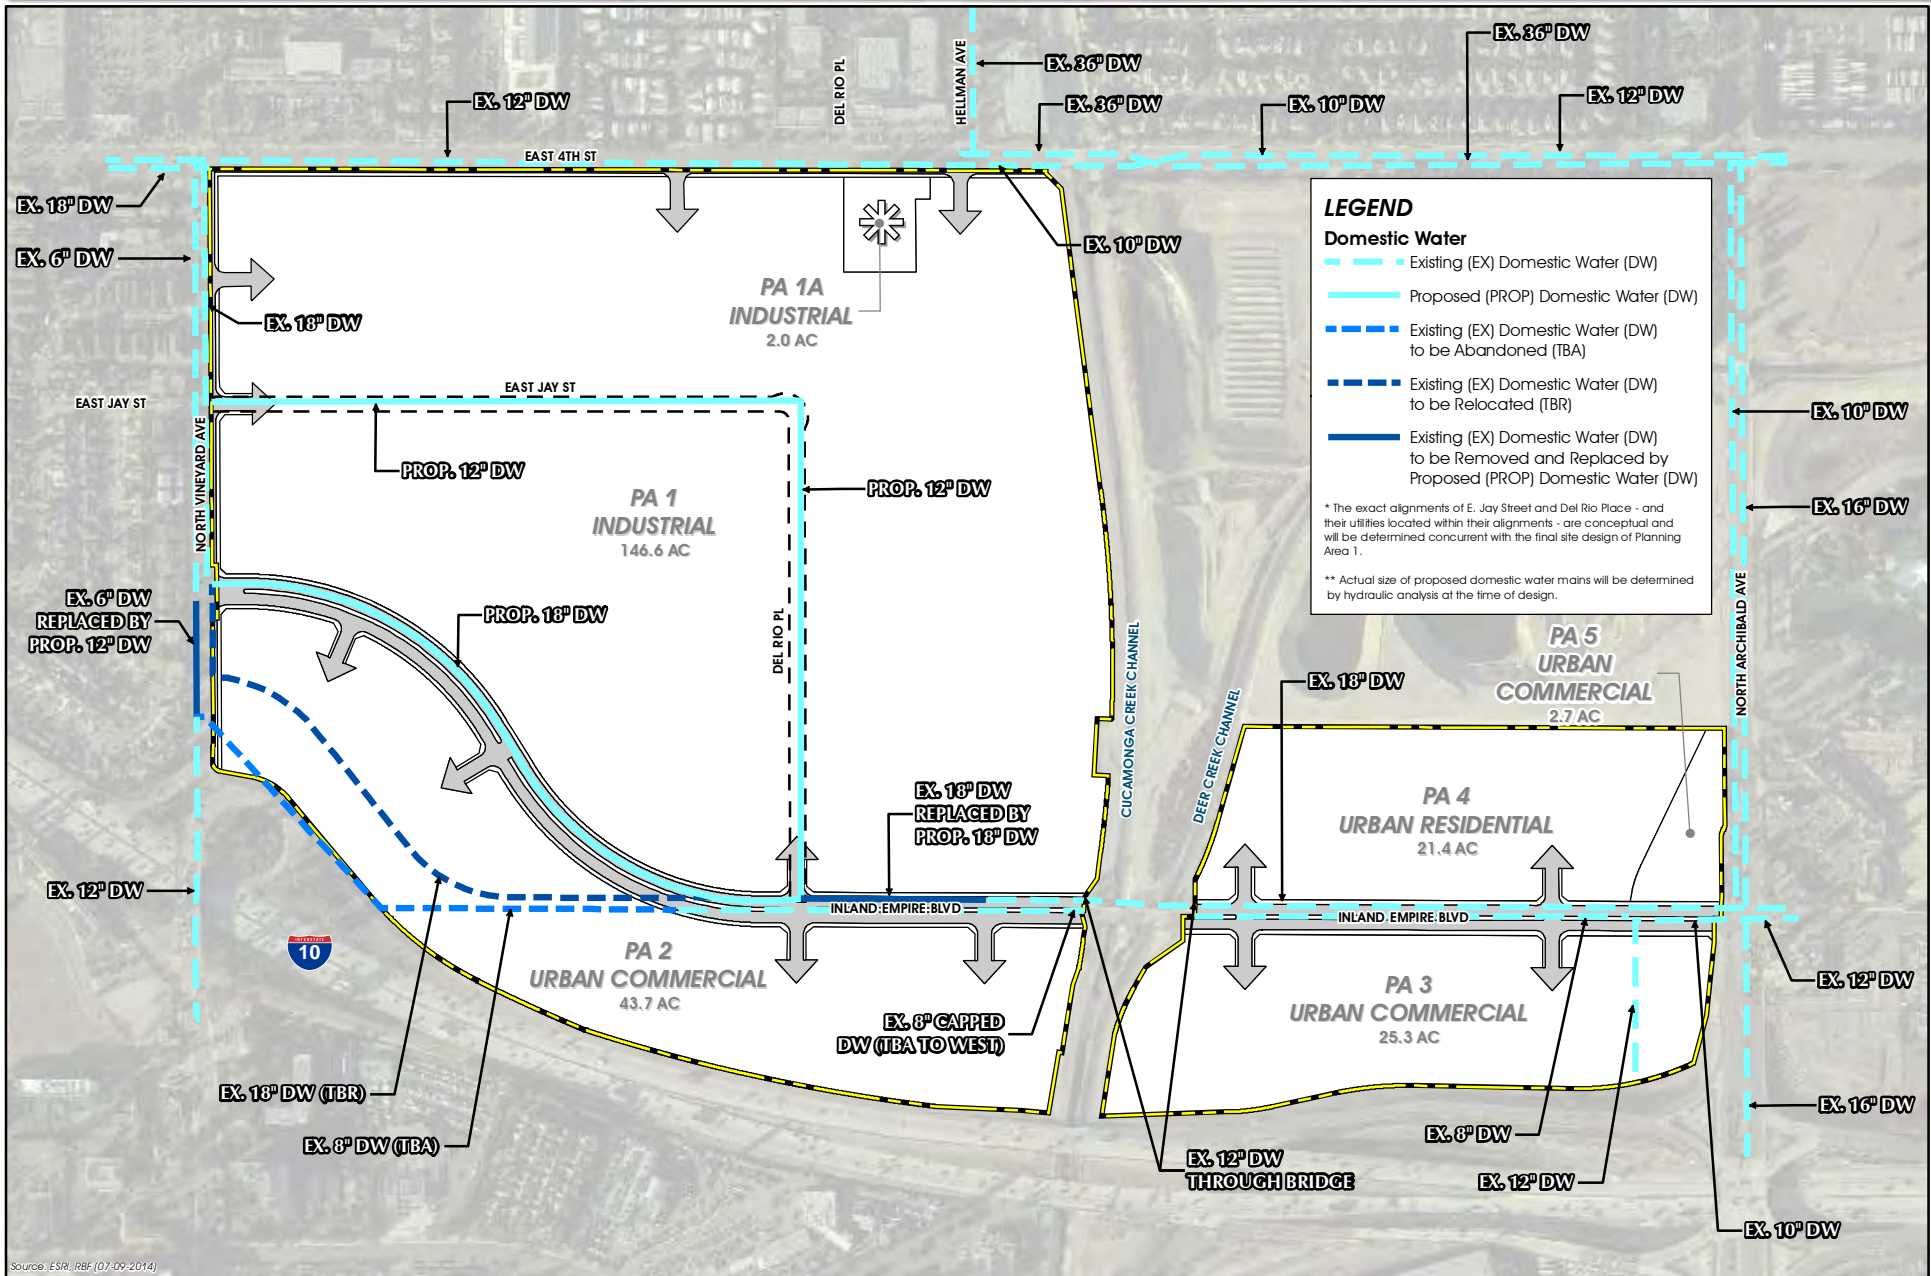 EX. 36" DW
DEL RIO PL
HELLMAN AVE
EX. 36" DW
EX. 12" DW
EX. 36" DW
EX. 10" DW
EX. 12" DW
EAST 4TH ST
EX. 18" DW
EX. 6" DW
EX. 10" DW
EX. 18" DW
PA 1A
INDUSTRIAL
2.0 AC
LEGEND
Domestic Water
Existing (EX) Domestic Water (DW)
Proposed (PROP) Domestic Water (DW)
Existing (EX) Domestic Water (DW)
to be Abandoned (TBA)
Existing (EX) Domestic Water (DW)
to be Relocated (TBR)
Existing (EX) Domestic Water (DW)
to be Removed and Replaced by
Proposed (PROP) Domestic Water (DW)
* The exact alignments of E. Jay Street and Del Rio Place - and
their utilities located within their alignments - are conceptual and
will be determined concurrent with the final site design of Planning
Area 1.
** Actual size of proposed domestic water mains will be determined
by hydraulic analysis at the time of design.
EAST JAY ST
EAST JAY ST
EX. 10" DW
NORTH VINEYARD AVE
PROP. 12" DW
PROP. 12" DW
PA 1
INDUSTRIAL
146.6 AC
EX. 16" DW
EX. 6" DW
REPLACED BY
PROP. 12" DW
PROP. 18" DW
DEL RIO PL
CUCAMONGA CREEK CHANNEL
DEER CREEK CHANNEL
NORTH ARCHIBALD AVE
PA 5
URBAN
COMMERCIAL
2.7 AC
EX. 18" DW
EX. 18" DW
REPLACED BY
PROP. 18" DW
PA 4
URBAN RESIDENTIAL
21.4 AC
EX. 12" DW
INLAND EMPIRE BLVD
INLAND EMPIRE BLVD
INTERSTATE
10
PA 2
URBAN COMMERCIAL
43.7 AC
PA 3
URBAN COMMERCIAL
25.3 AC
EX. 12" DW
EX. 8" CAPPED
DW (TBA TO WEST)
EX. 18" DW (TBR)
EX. 16" DW
EX. 8" DW (TBA)
EX. 8" DW
EX. 12" DW
THROUGH BRIDGE
EX. 12" DW
EX. 10" DW
Source: ESRI, RBF (07-09-2014)